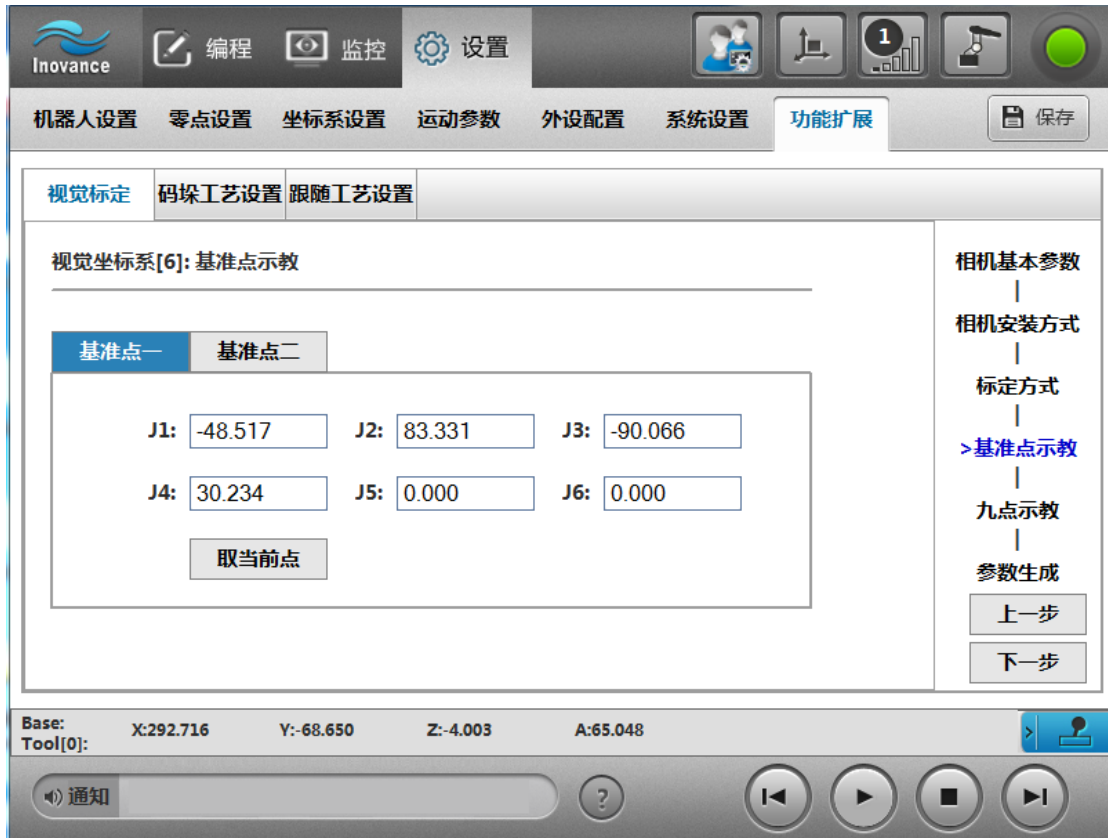 Inovance 编程 监控 设置 1
机器人设置 零点设置 坐标系设置 运动参数 外设配置 系统设置 功能扩展 保存
视觉标定 码垛工艺设置 跟随工艺设置
视觉坐标系[6]: 基准点示教
基准点一 基准点二
J1: -48.517 J2: 83.331 J3: -90.066
J4: 30.234 J5: 0.000 J6: 0.000
取当前点
相机基本参数
|
相机安装方式
|
标定方式
|
>基准点示教
|
九点示教
|
参数生成
上一步
下一步
Base: X:292.716 Y:-68.650 Z:-4.003 A:65.048 >
Tool[0]:
通知 ?